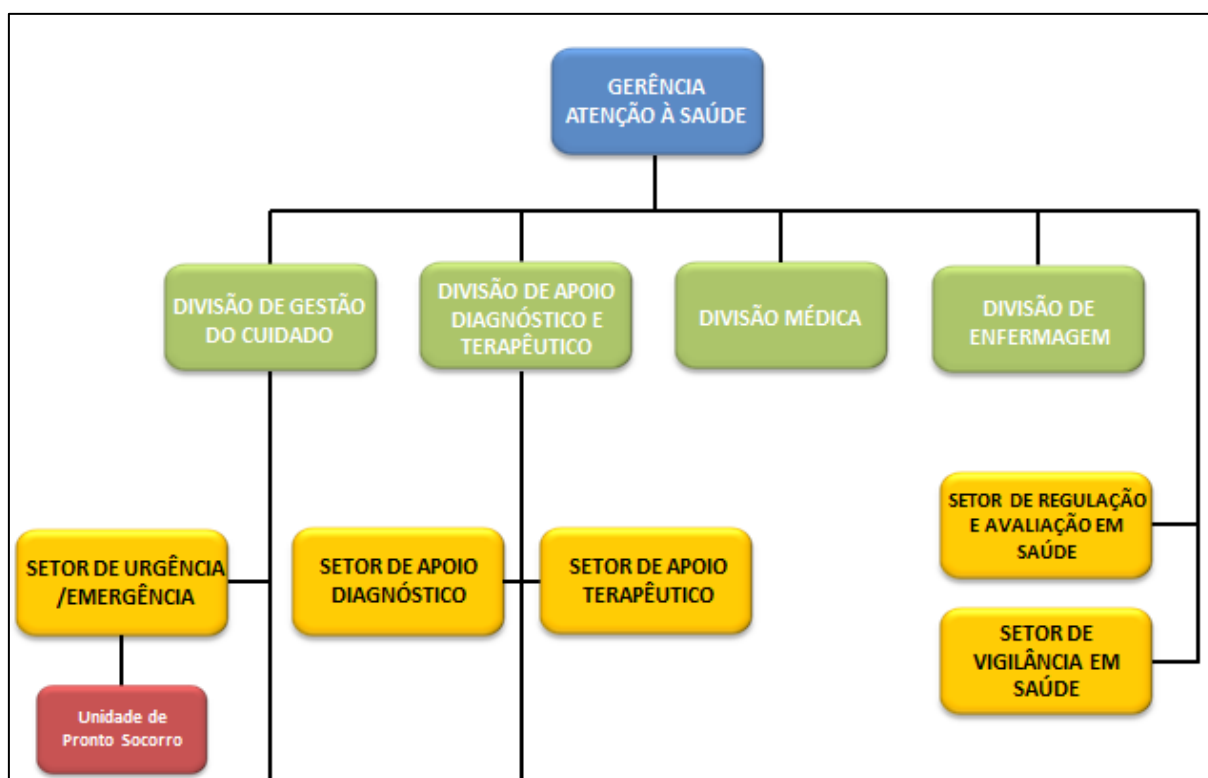 GERÊNCIA
ATENÇÃO À SAÚDE
DIVISÃO DE GESTÃO
DO CUIDADO
DIVISÃO DE APOIO
DIAGNÓSTICO E
TERAPÊUTICO
DIVISÃO MÉDICA
DIVISÃO DE
ENFERMAGEM
SETOR DE URGÊNCIA
/EMERGÊNCIA
SETOR DE APOIO
DIAGNÓSTICO
SETOR DE APOIO
TERAPÊUTICO
SETOR DE REGULAÇÃO
E AVALIAÇÃO EM
SAÚDE
SETOR DE
VIGILÂNCIA EM
SAÚDE
Unidade de
Pronto Socorro